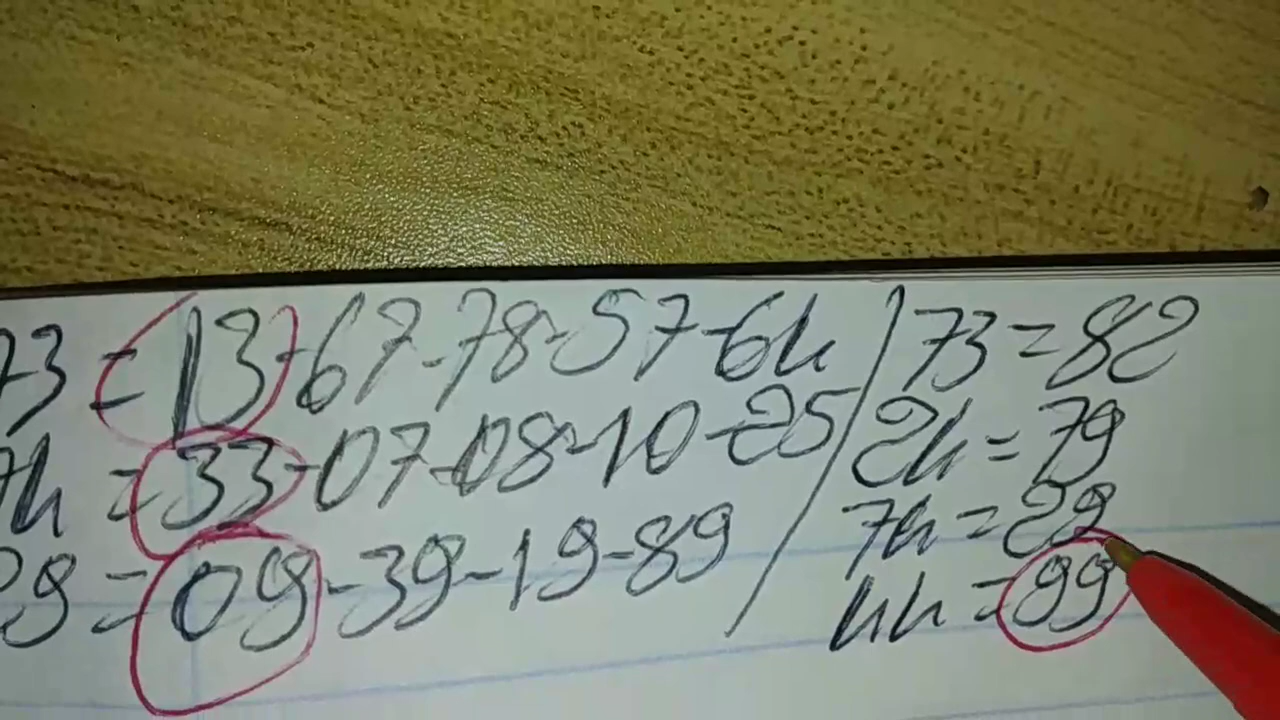 73 = 13-67-78-57-64 / 73=82
74 = 33-07-08-10-25 / 24=79
99 = 09-39-19-89 / 74=29
44=99